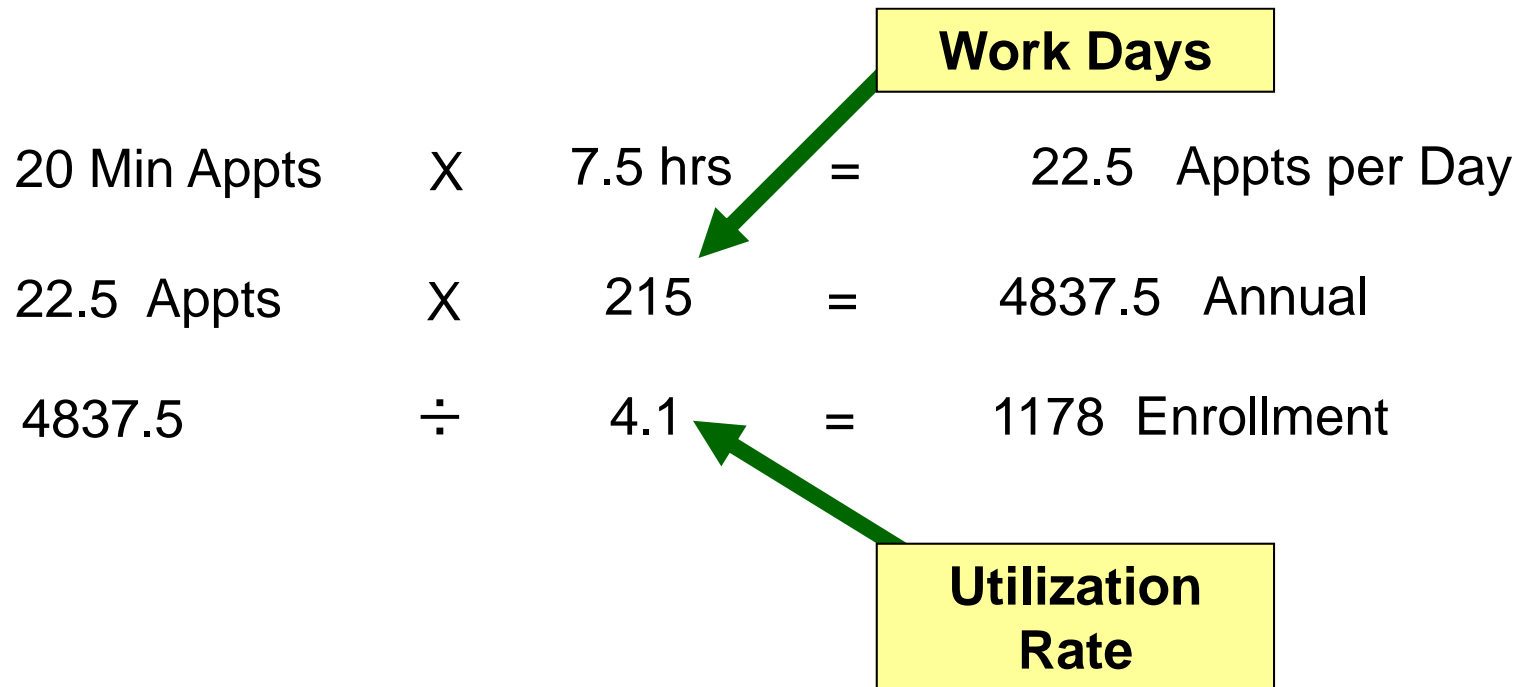 Work Days
20 Min Appts X 7.5 hrs = 22.5 Appts per Day
22.5 Appts X 215 = 4837.5 Annual
4837.5 ÷ 4.1 = 1178 Enrollment
Utilization
Rate